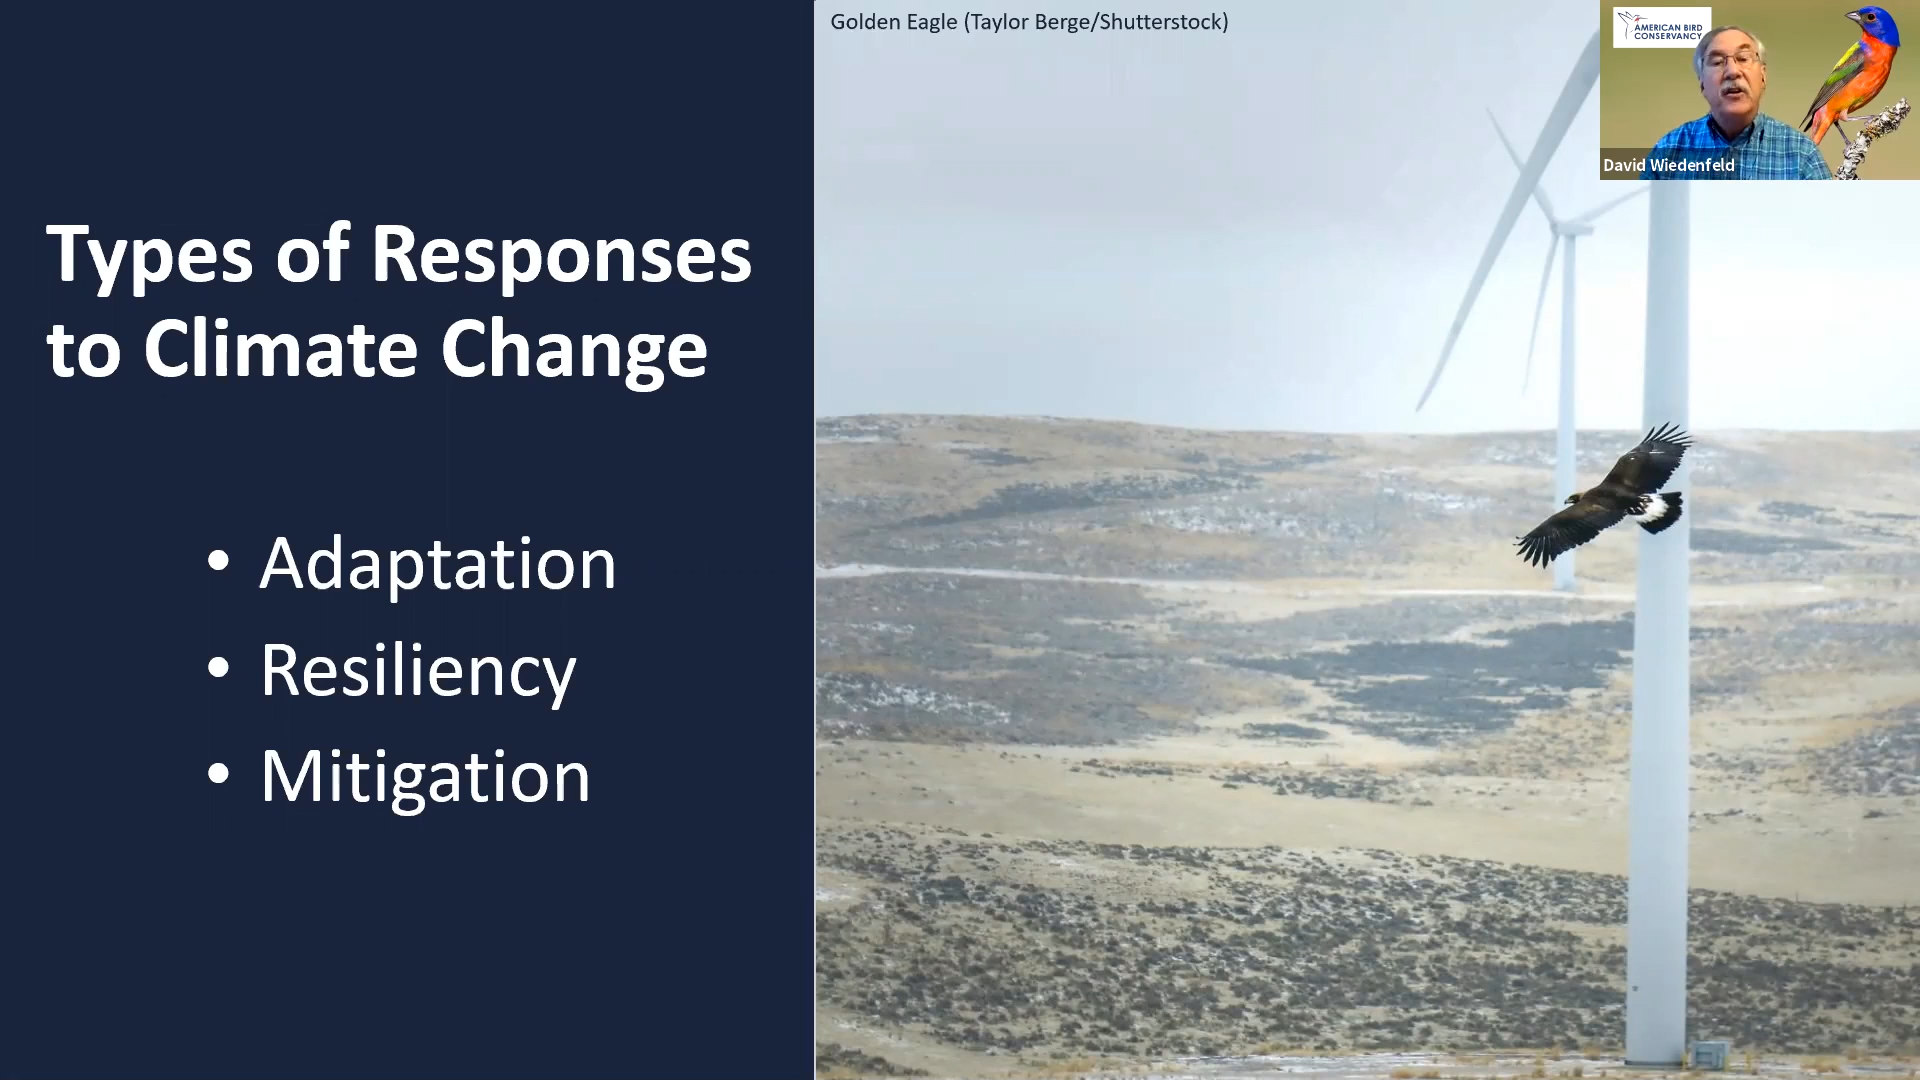 Types of Responses
to Climate Change
• Adaptation
• Resiliency
• Mitigation
Golden Eagle (Taylor Berge/Shutterstock)
AMERICAN BIRD
CONSERVANCY
David Wiedenfeld